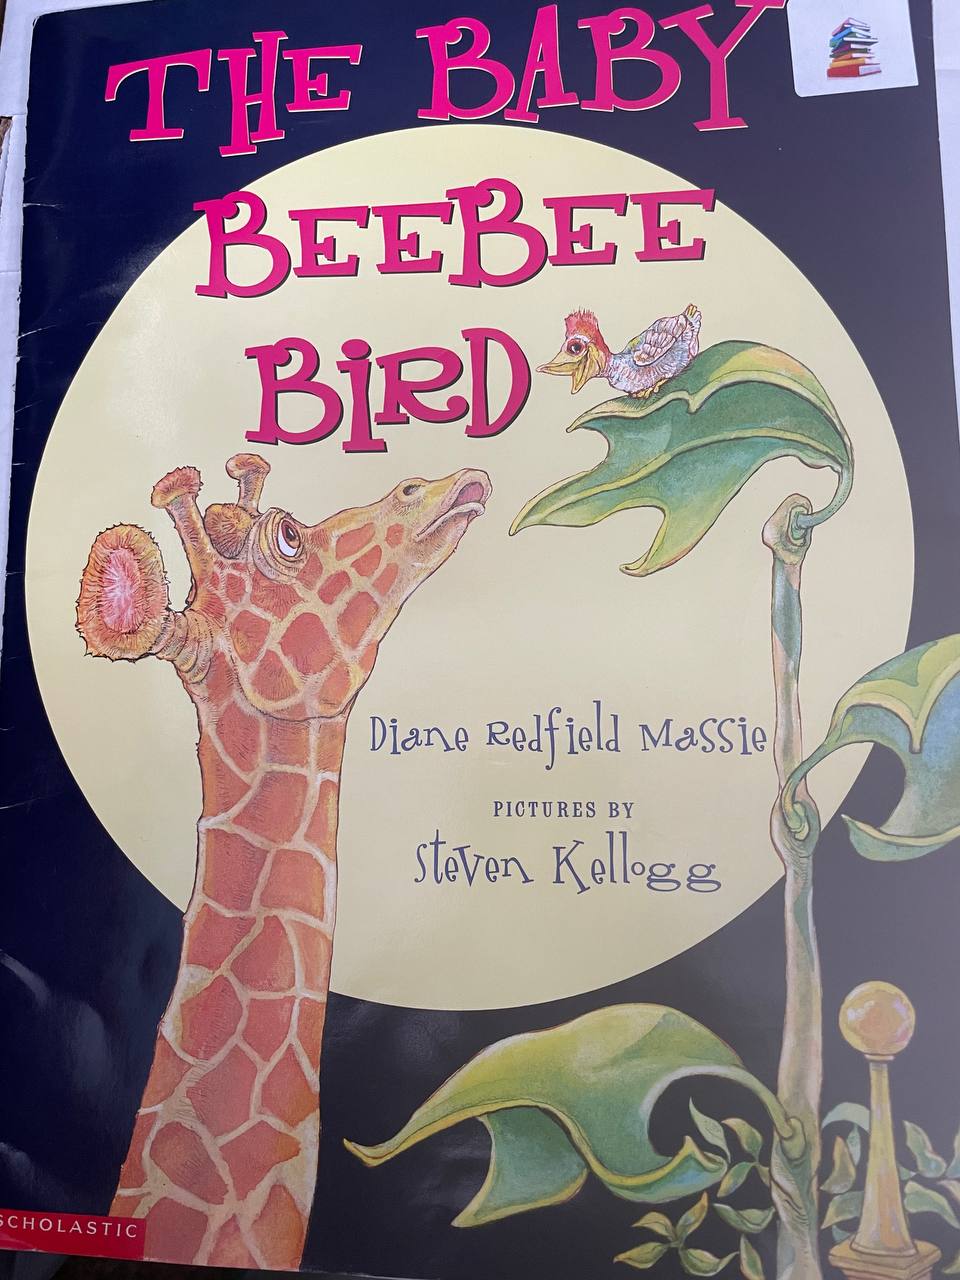 THE BABY
BEEBEE
BiRD
Diane Redfield Massie
PICTURES BY
Steven Kellogg
SCHOLASTIC